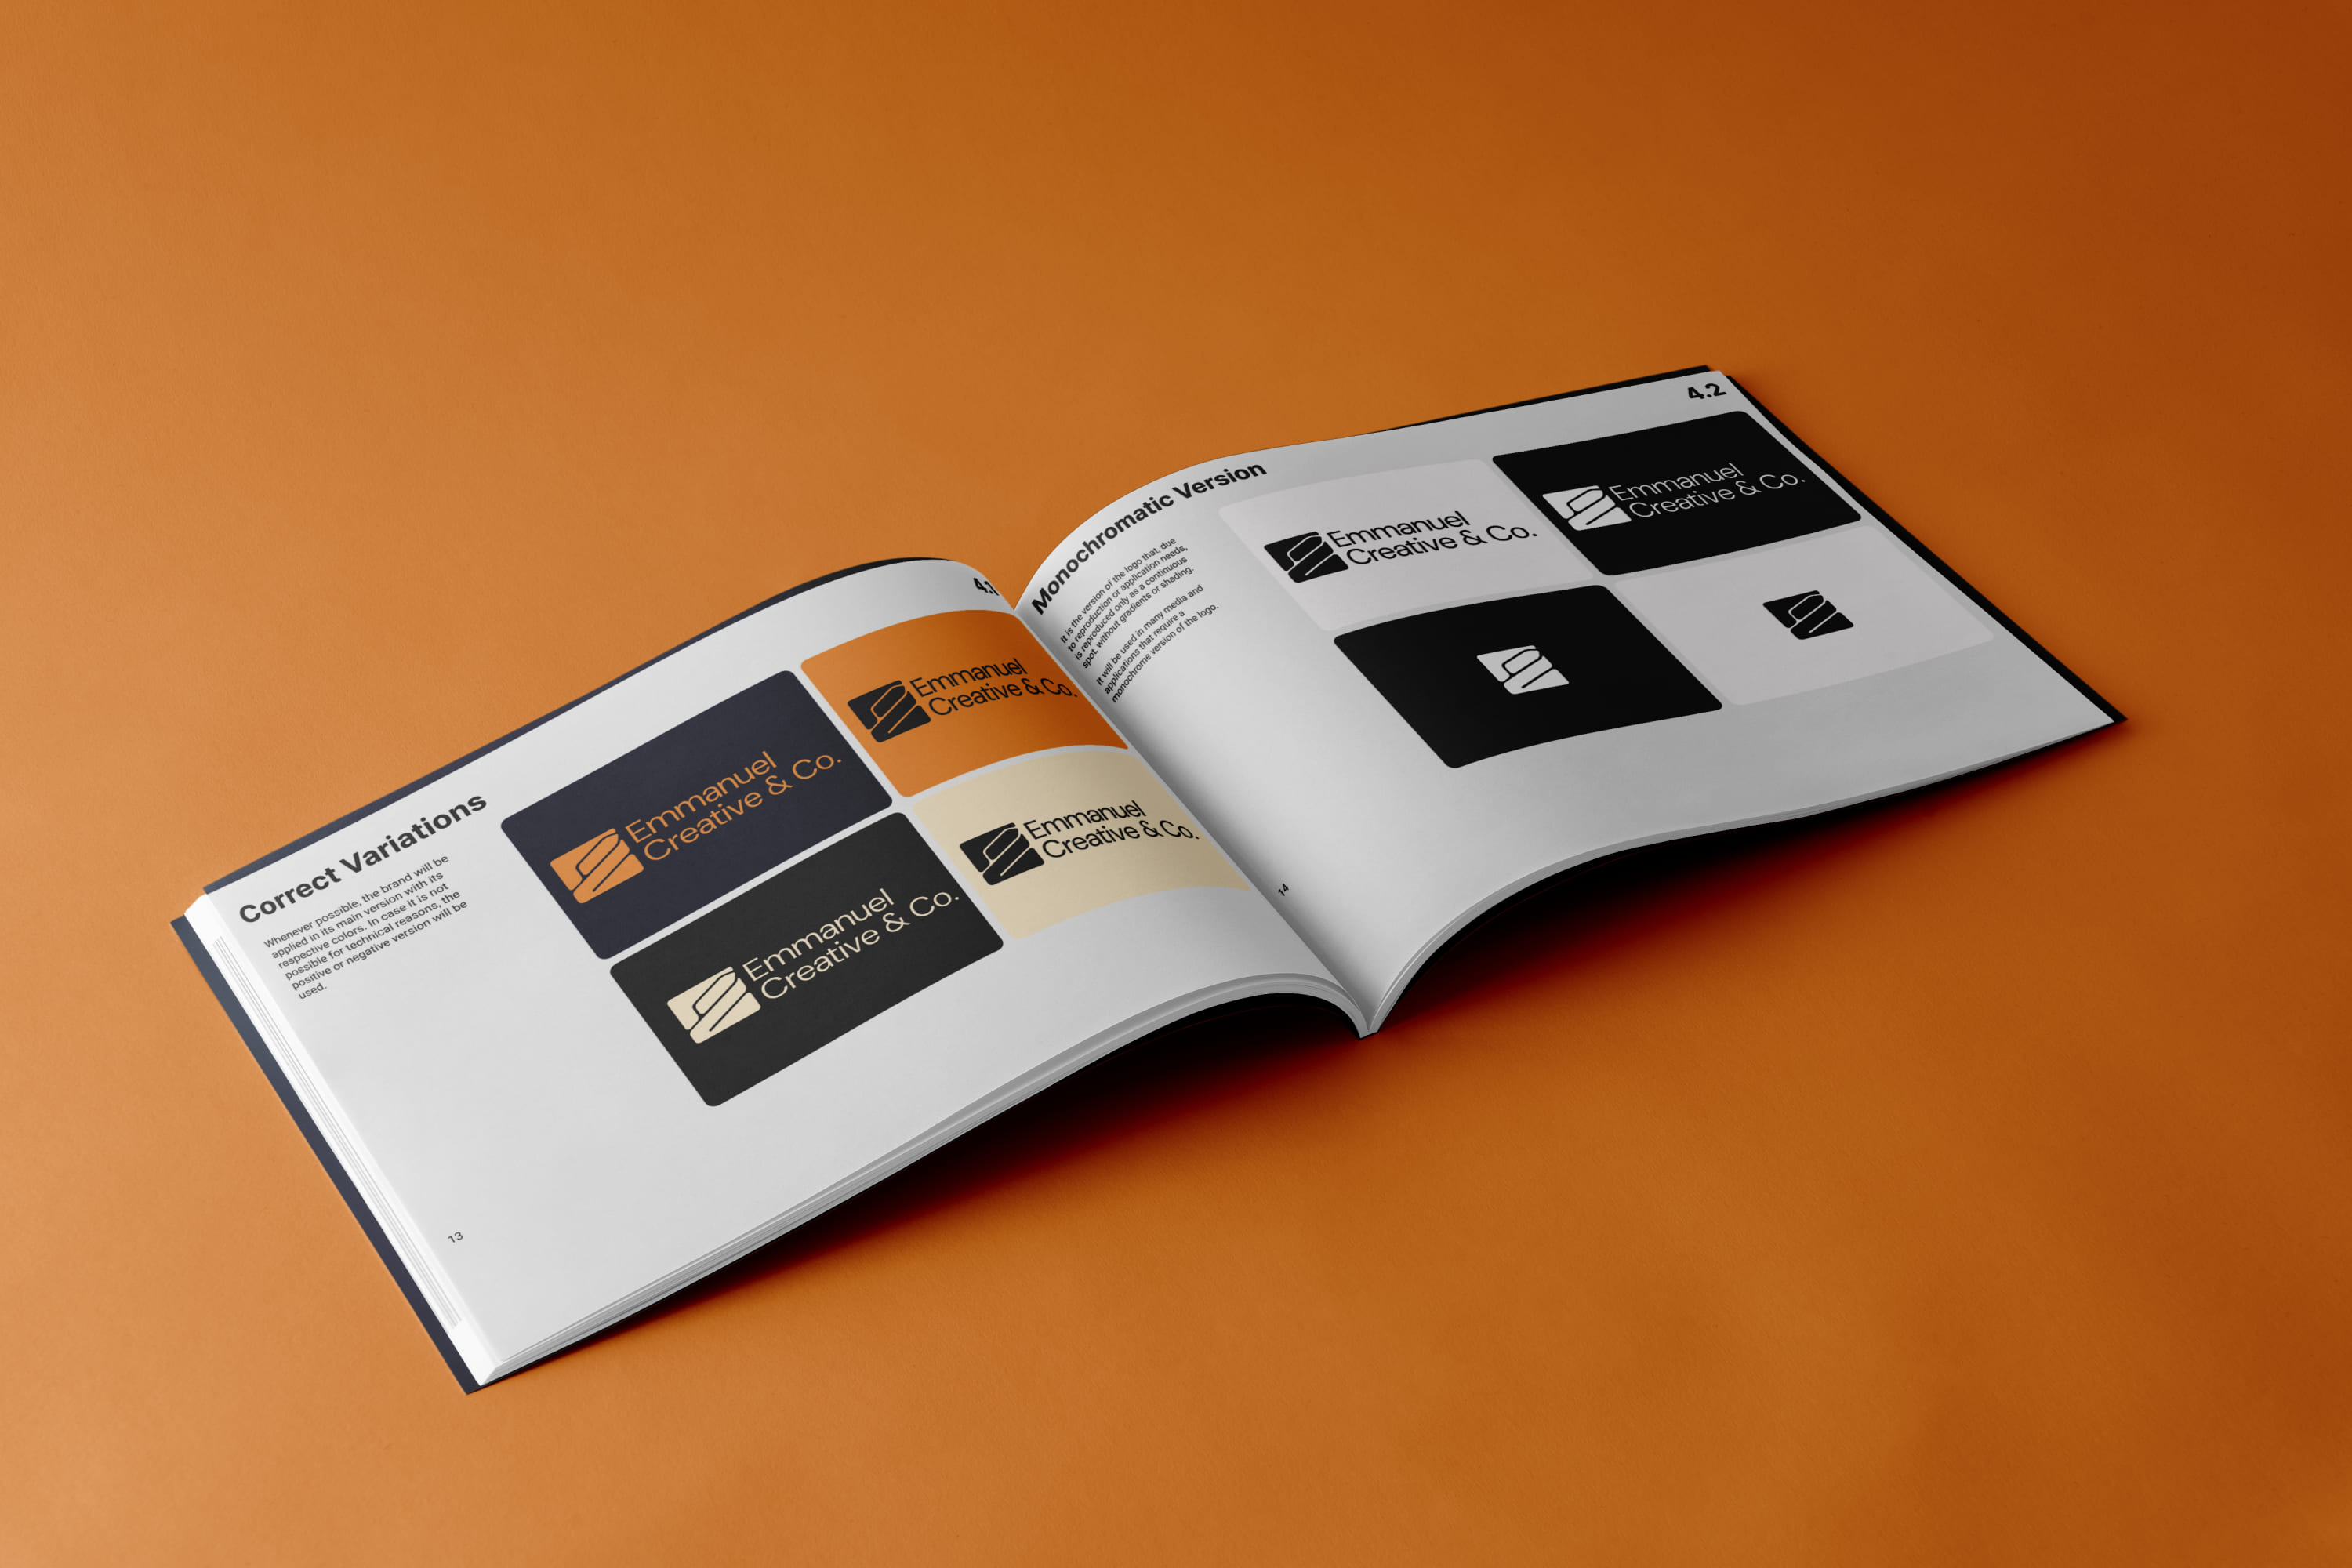 4.1
Correct Variations
Whenever possible, the brand will be
applied in its main version with its
respective colors. In case it is not
possible for technical reasons, the
positive or negative version will be
used.
Emmanuel
Creative & Co.
Emmanuel
Creative & Co.
Emmanuel
Creative & Co.
Emmanuel
Creative & Co.
13
4.2
Monochromatic Version
It is the version of the logo that, due
to reproduction or application needs,
is reproduced only as a continuous
spot, without gradients or shading.
It will be used in many media and
applications that require a
monochrome version of the logo.
Emmanuel
Creative & Co.
Emmanuel
Creative & Co.
14